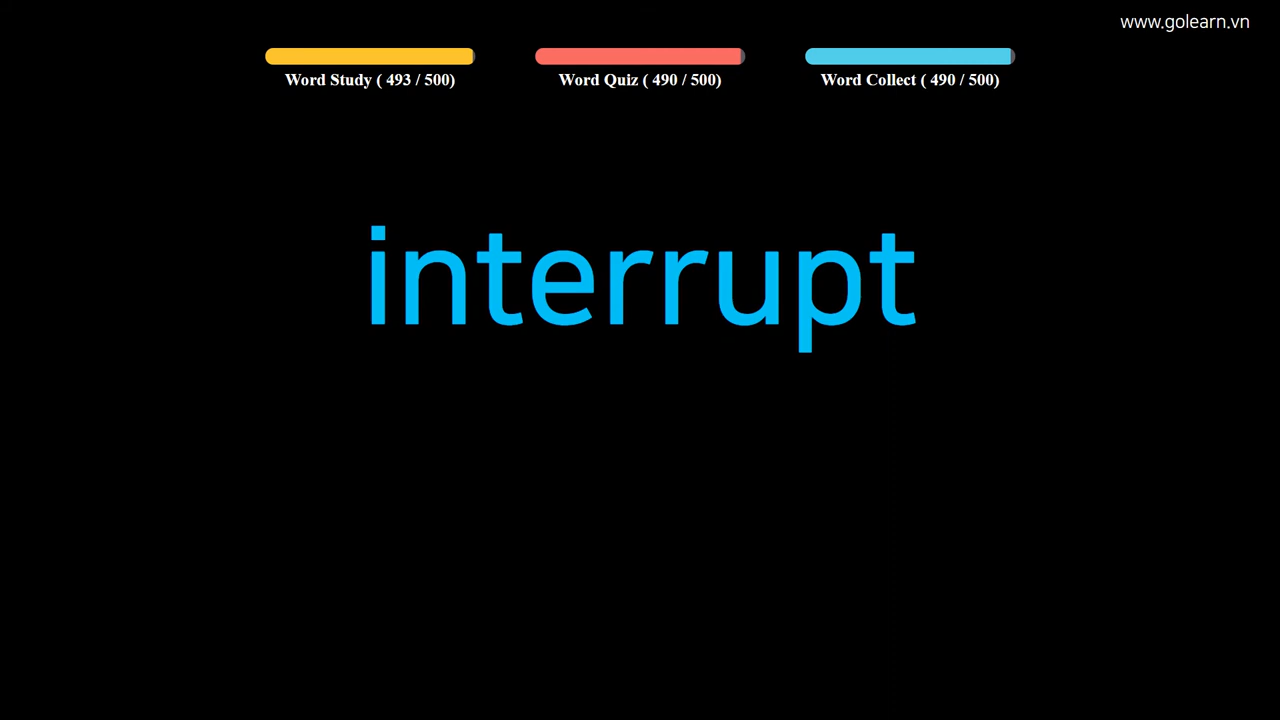 www.golearn.vn
Word Study ( 493 / 500)
Word Quiz ( 490 / 500)
Word Collect ( 490 / 500)
interrupt